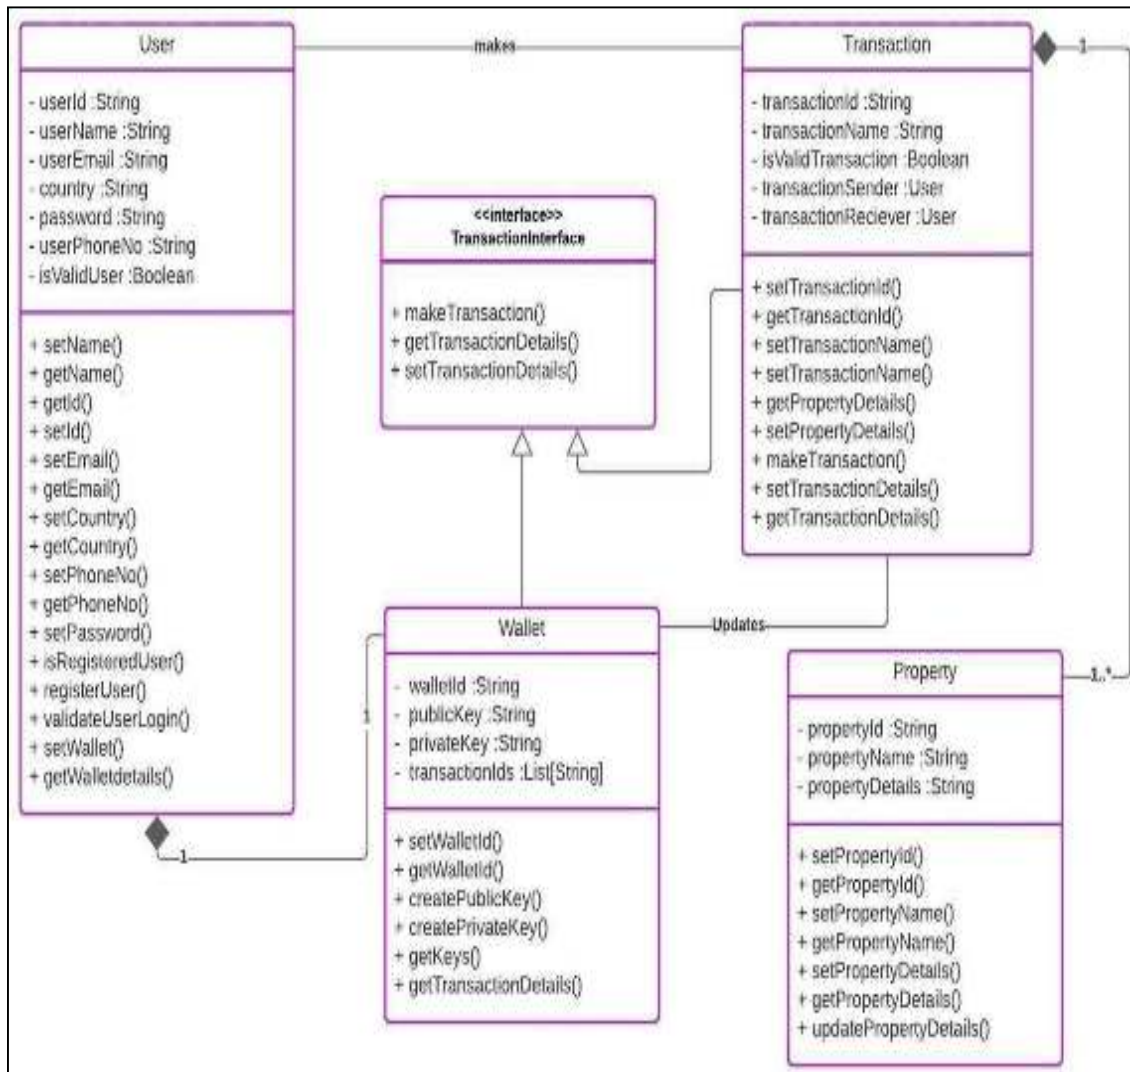 User
- userId :String
- userName :String
- userEmail :String
- country :String
- password :String
- userPhoneNo :String
- isValidUser :Boolean
+ setName()
+ getName()
+ getId()
+ setId()
+ setEmail()
+ getEmail()
+ setCountry()
+ getCountry()
+ setPhoneNo()
+ getPhoneNo()
+ setPassword()
+ isRegisteredUser()
+ registerUser()
+ validateUserLogin()
+ setWallet()
+ getWalletdetails()
makes
<<interface>>
TransactionInterface
+ makeTransaction()
+ getTransactionDetails()
+ setTransactionDetails()
Transaction
- transactionId :String
- transactionName :String
- isValidTransaction :Boolean
- transactionSender :User
- transactionReciever :User
+ setTransactionId()
+ getTransactionId()
+ setTransactionName()
+ setTransactionName()
+ getPropertyDetails()
+ setPropertyDetails()
+ makeTransaction()
+ setTransactionDetails()
+ getTransactionDetails()
1
1..*
Updates
1
1
Wallet
- walletId :String
- publicKey :String
- privateKey :String
- transactionIds :List[String]
+ setWalletId()
+ getWalletId()
+ createPublicKey()
+ createPrivateKey()
+ getKeys()
+ getTransactionDetails()
Property
- propertyId :String
- propertyName :String
- propertyDetails :String
+ setPropertyId()
+ getPropertyId()
+ setPropertyName()
+ getPropertyName()
+ setPropertyDetails()
+ getPropertyDetails()
+ updatePropertyDetails()